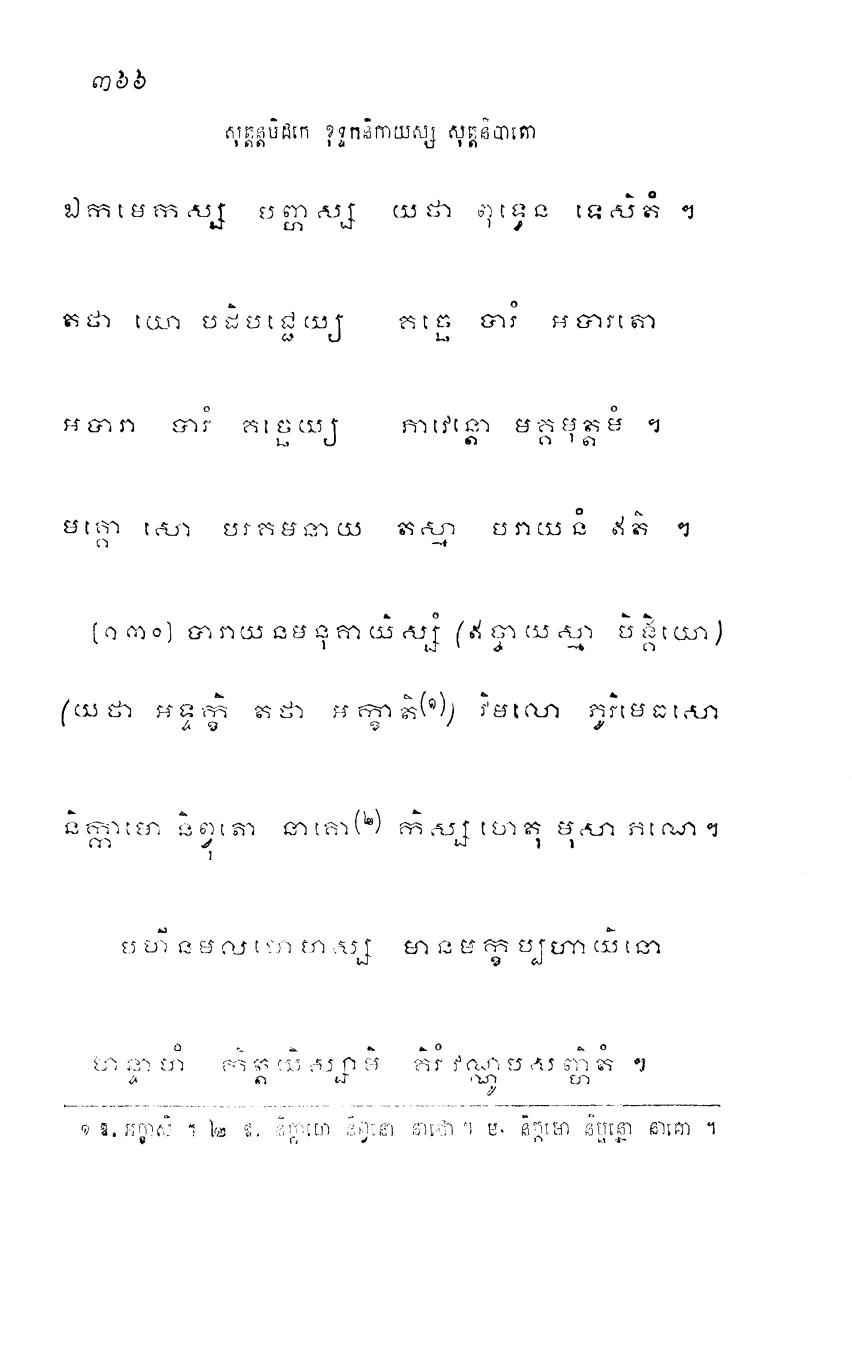 ៣៦៦
សុត្តន្តបិដកេ ខុទ្ទកនិកាយស្ស សុត្តនិបាតោ
ឯកមេកស្ស បញ្ហស្ស យថា ពុទ្ធេន ទេសិតំ ។
តថា យោ បដិបជ្ជេយ្យ គច្ឆេ បារំ អបារតោ
អបារា បារំ គច្ឆេយ្យ ភាវេន្តោ មគ្គមុត្តមំ ។
មគ្គោ សោ បារគមនាយ តស្មា បរាយនំ ឥតិ ។
[១៣០] បារាយនមនុគាយិស្សំ (ឥច្ចាយស្មា បិង្គិយោ)
(យថា អទ្ទក្ខិ តថា អក្ខាតិ(១)) វិមលោ ភូរិមេធសោ
និក្កាមោ និព្វុតោ នាគោ(២) កិស្ស ហេតុ មុសា ភណេ ។
បហីនមលមោហស្ស មានមក្ខប្បហាយិនោ
ហន្ទាហំ កិត្តយិស្សាមិ គិរំ វណ្ណូបសញ្ហិតំ ។
១ ឱ. អក្ខាសិ ។ ២ ឱ. និក្កាមោ និព្វនោ នាថោ ។ ម. និក្កមោ និប្ផន្នោ នាគោ ។